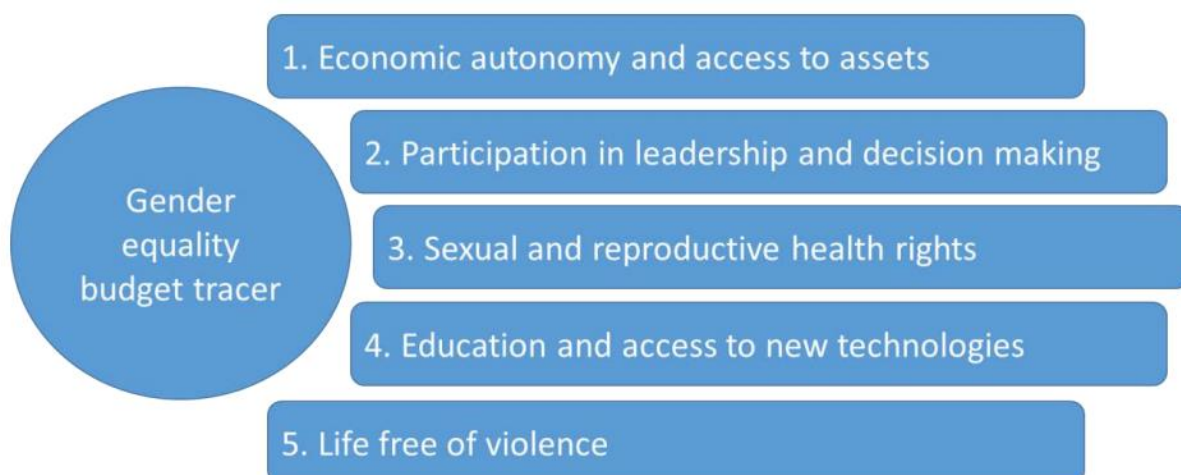 Gender
equality
budget tracer
1. Economic autonomy and access to assets
2. Participation in leadership and decision making
3. Sexual and reproductive health rights
4. Education and access to new technologies
5. Life free of violence